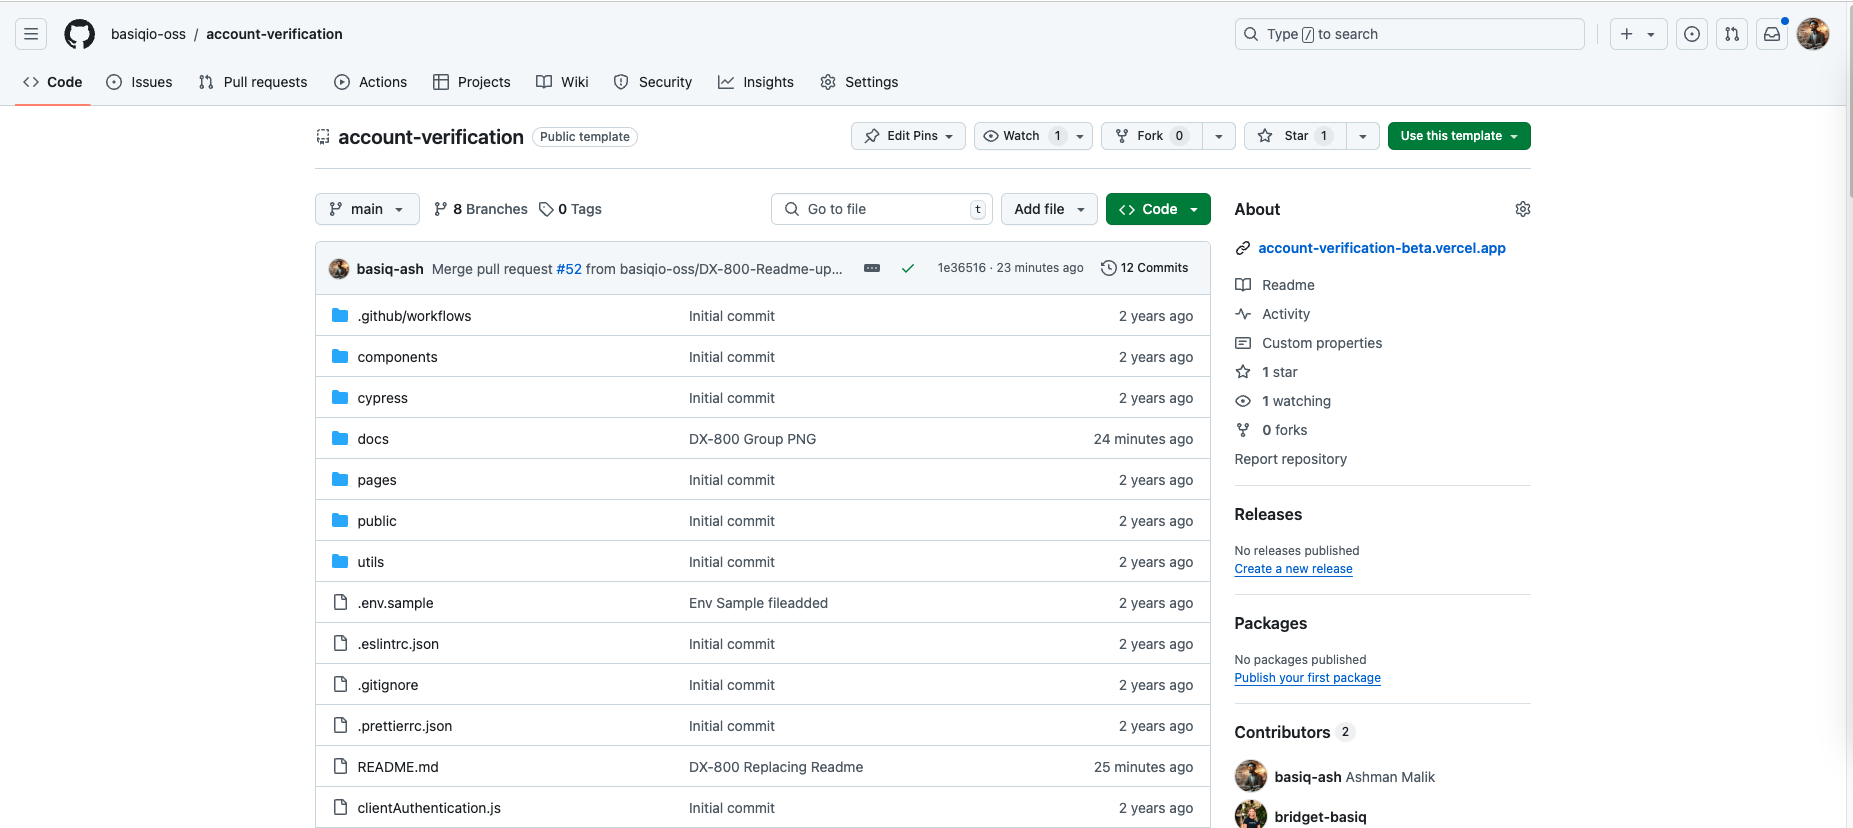 basiqio-oss / account-verification
Type / to search
Code Issues Pull requests Actions Projects Wiki Security Insights Settings
account-verification Public template
Edit Pins Watch 1 Fork 0 Star 1 Use this template
main 8 Branches 0 Tags Go to file t Add file Code
basiq-ash Merge pull request #52 from basiqio-oss/DX-800-Readme-up... 1e36516 · 23 minutes ago 12 Commits
.github/workflows Initial commit 2 years ago
components Initial commit 2 years ago
cypress Initial commit 2 years ago
docs DX-800 Group PNG 24 minutes ago
pages Initial commit 2 years ago
public Initial commit 2 years ago
utils Initial commit 2 years ago
.env.sample Env Sample fileadded 2 years ago
.eslintrc.json Initial commit 2 years ago
.gitignore Initial commit 2 years ago
.prettierrc.json Initial commit 2 years ago
README.md DX-800 Replacing Readme 25 minutes ago
clientAuthentication.js Initial commit 2 years ago
About
account-verification-beta.vercel.app
Readme
Activity
Custom properties
1 star
1 watching
0 forks
Report repository
Releases
No releases published
Create a new release
Packages
No packages published
Publish your first package
Contributors 2
basiq-ash Ashman Malik
bridget-basiq